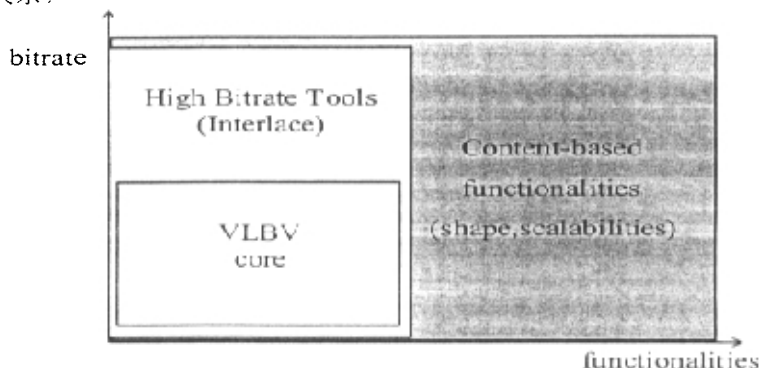 bitrate
High Bitrate Tools
(Interlace)
Content-based
functionalities
(shape,scalabilities)
VLBV
core
functionalities